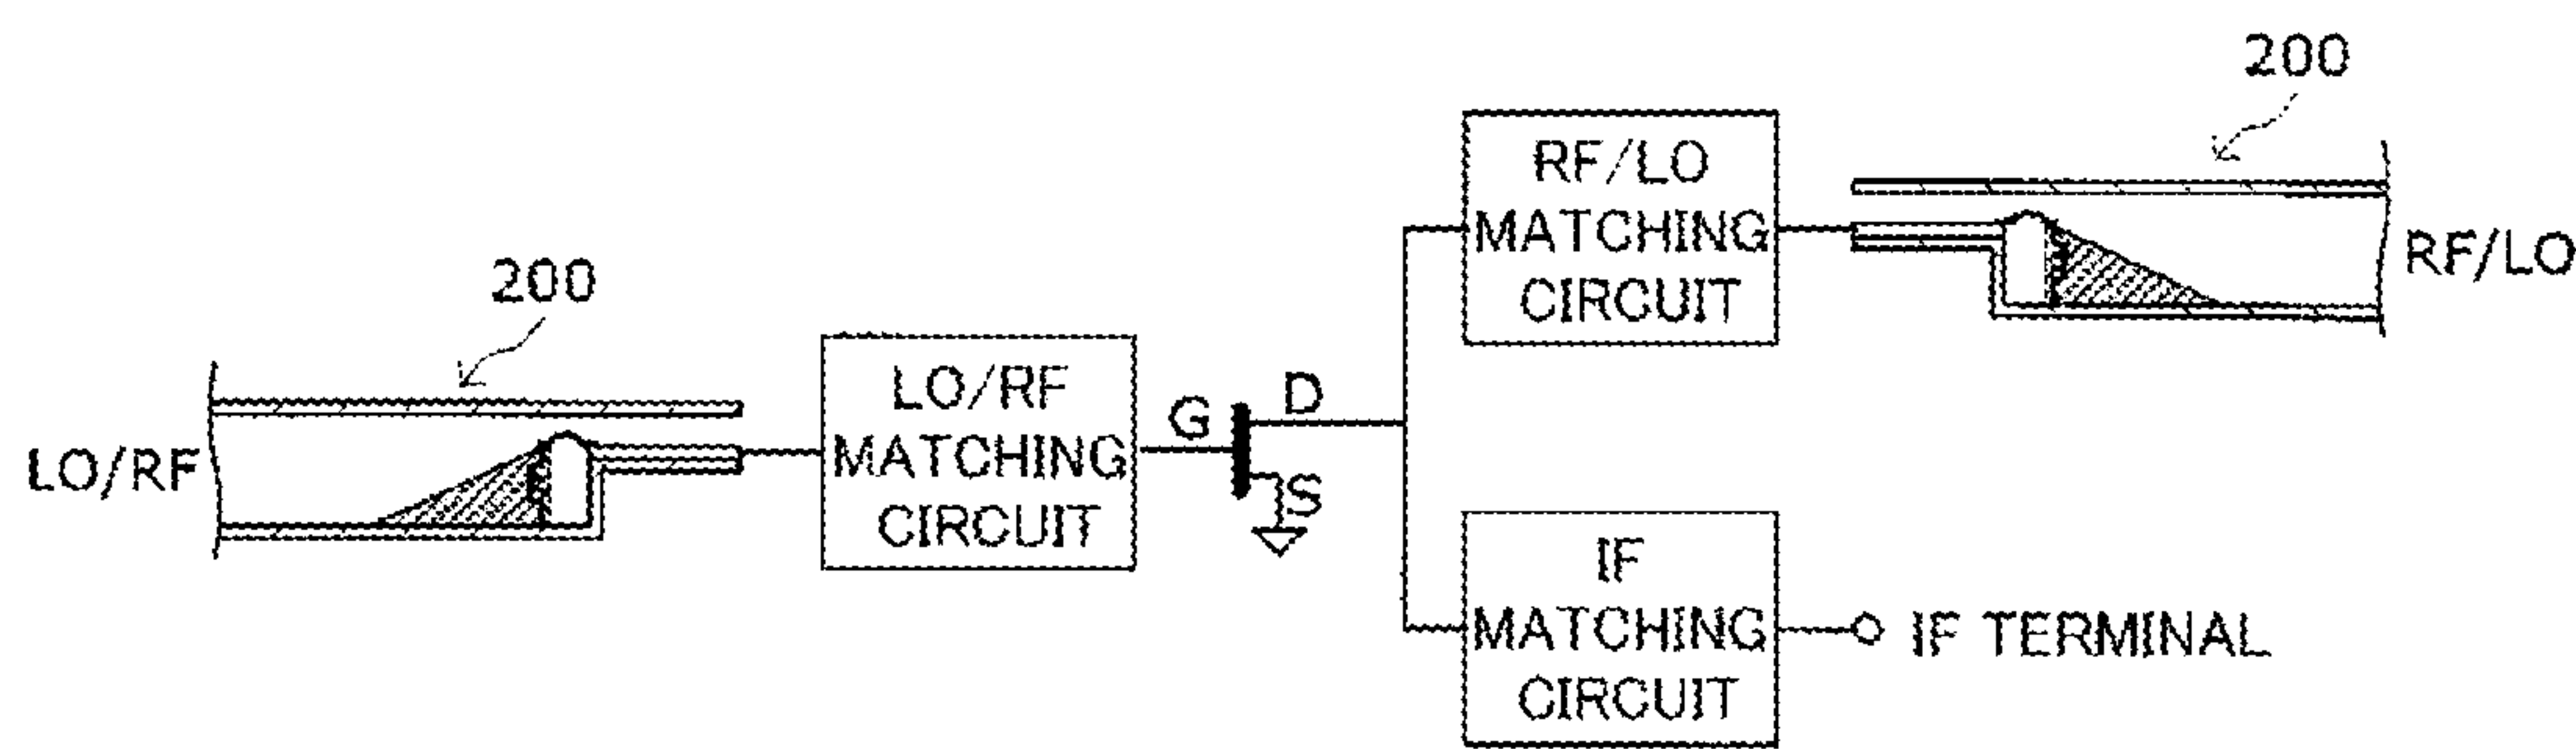 200
RF/LO
MATCHING
CIRCUIT
RF/LO
200
LO/RF
LO/RF
MATCHING
CIRCUIT
G
D
S
IF
MATCHING
CIRCUIT
IF TERMINAL